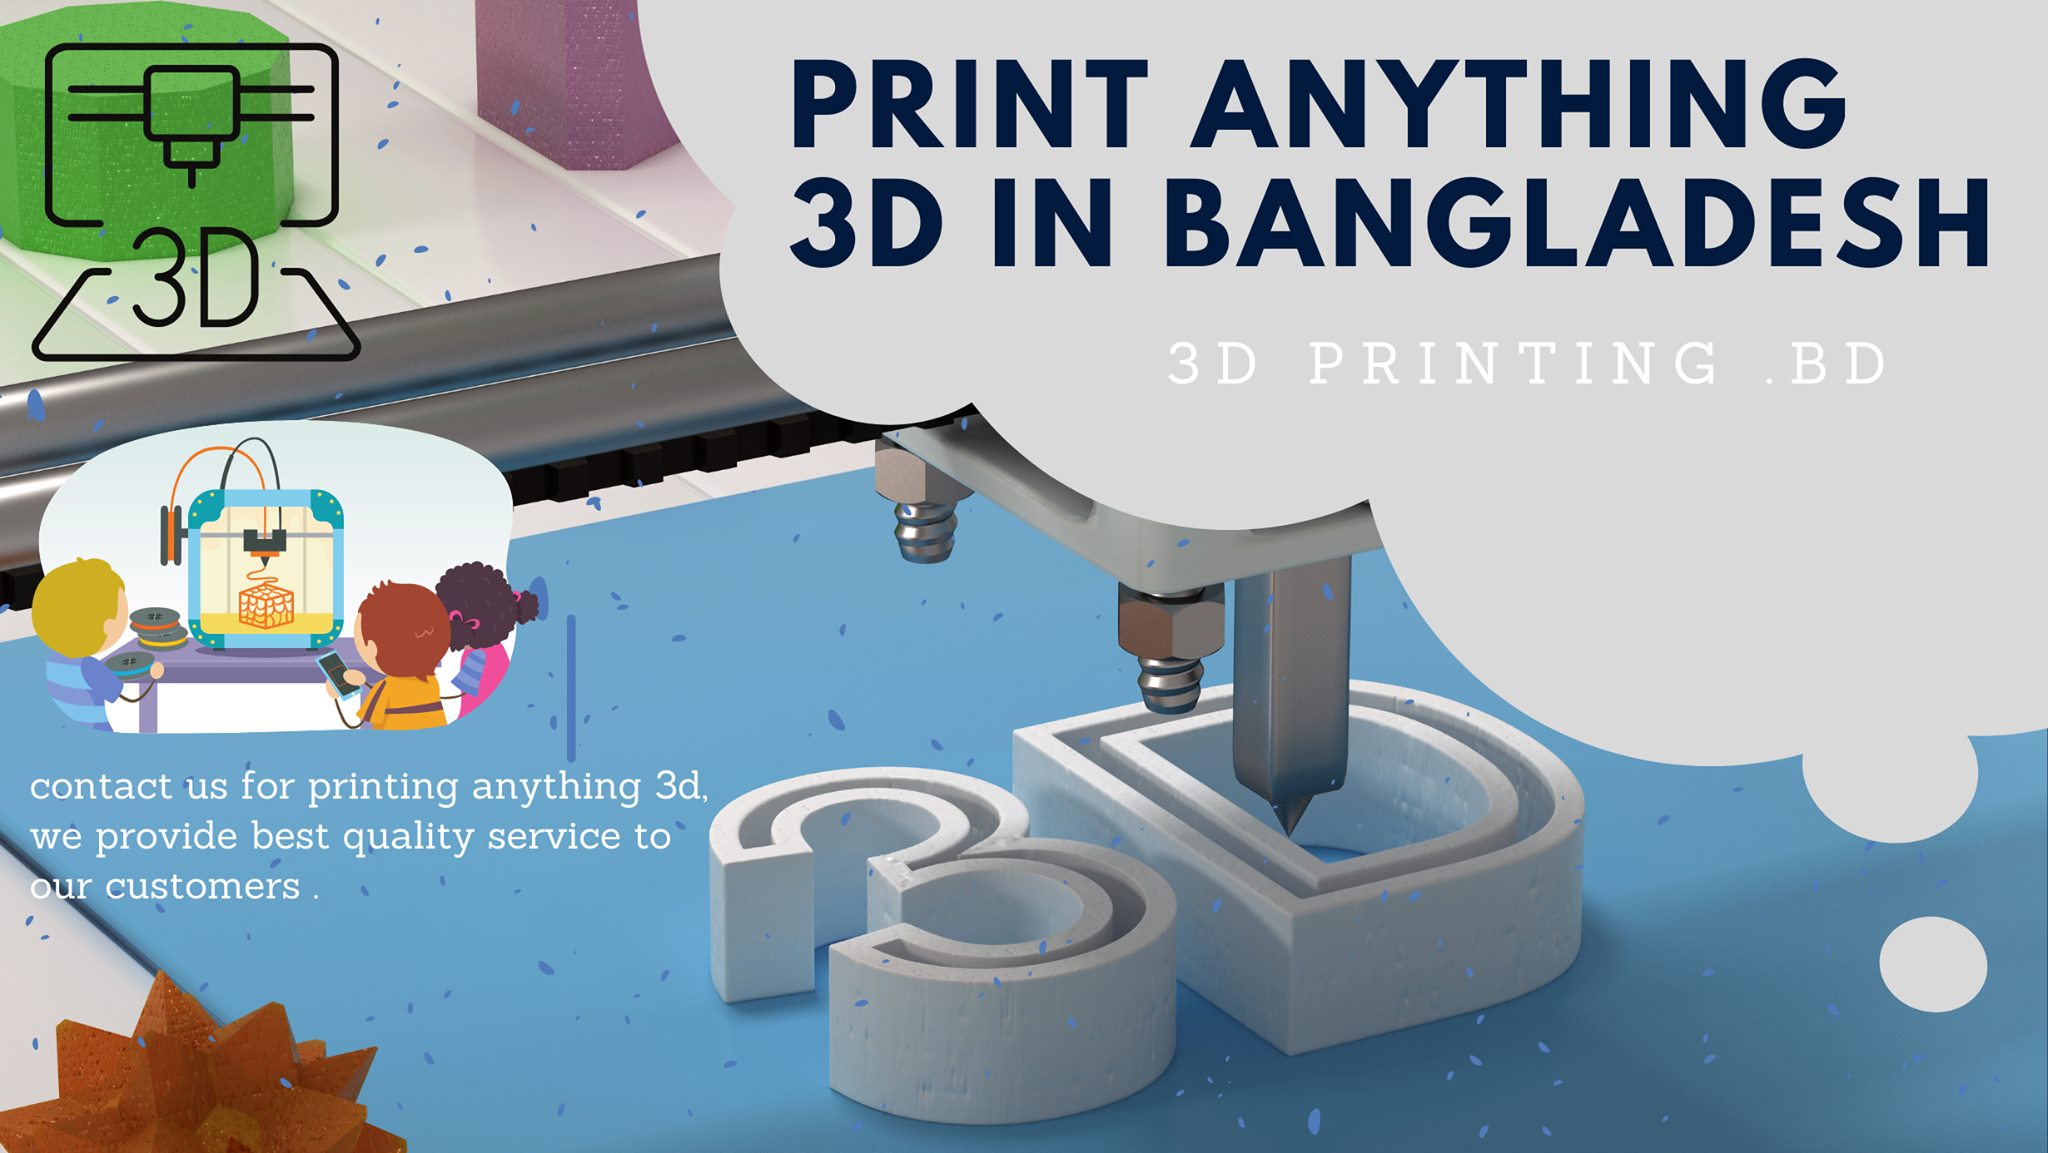 3D
PRINT ANYTHING
3D IN BANGLADESH
3D PRINTING .BD
contact us for printing anything 3d,
we provide best quality service to
our customers .
3D